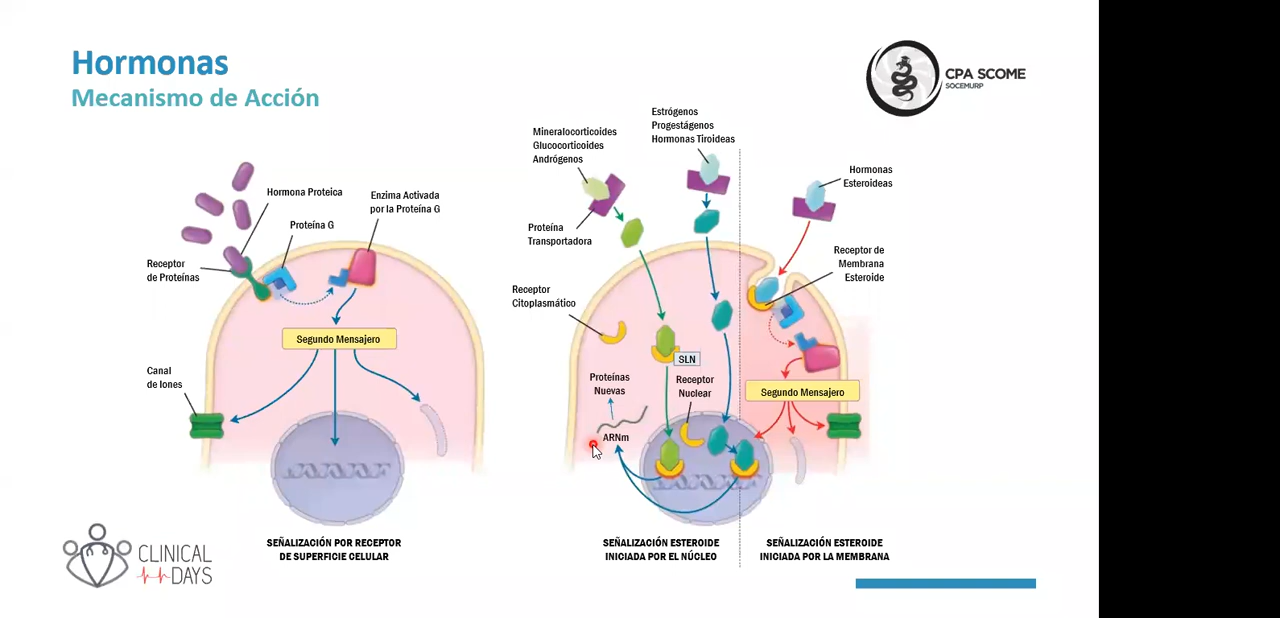 Hormonas
Mecanismo de Acción
CPA SCOME
SOCEMURP
Hormona Proteica
Enzima Activada
por la Proteína G
Proteína G
Receptor
de Proteínas
Segundo Mensajero
Canal
de Iones
SEÑALIZACIÓN POR RECEPTOR
DE SUPERFICIE CELULAR
Mineralocorticoides
Glucocorticoides
Andrógenos
Estrógenos
Progestágenos
Hormonas Tiroideas
Proteína
Transportadora
Receptor
Citoplasmático
SLN
Proteínas
Nuevas
Receptor
Nuclear
ARNm
SEÑALIZACIÓN ESTEROIDE
INICIADA POR EL NÚCLEO
Hormonas
Esteroideas
Receptor de
Membrana
Esteroide
Segundo Mensajero
SEÑALIZACIÓN ESTEROIDE
INICIADA POR LA MEMBRANA
CLINICAL
DAYS